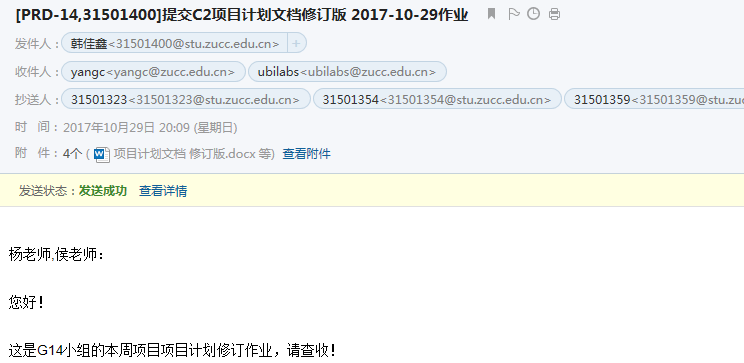 [PRD-14,31501400]提交C2项目计划文档修订版 2017-10-29作业
发件人：韩佳鑫<31501400@stu.zucc.edu.cn> +
收件人：yangc<yangc@zucc.edu.cn> ubilabs<ubilabs@zucc.edu.cn>
抄送人：31501323<31501323@stu.zucc.edu.cn> 31501354<31501354@stu.zucc.edu.cn> 31501359<31501359@stu.zucc.edu
时 间：2017年10月29日 20:09 (星期日)
附 件：4个 ( 项目计划文档 修订版.docx 等) 查看附件
发送状态：发送成功 查看详情
杨老师,侯老师：
您好！
这是G14小组的本周项目项目计划修订作业，请查收！